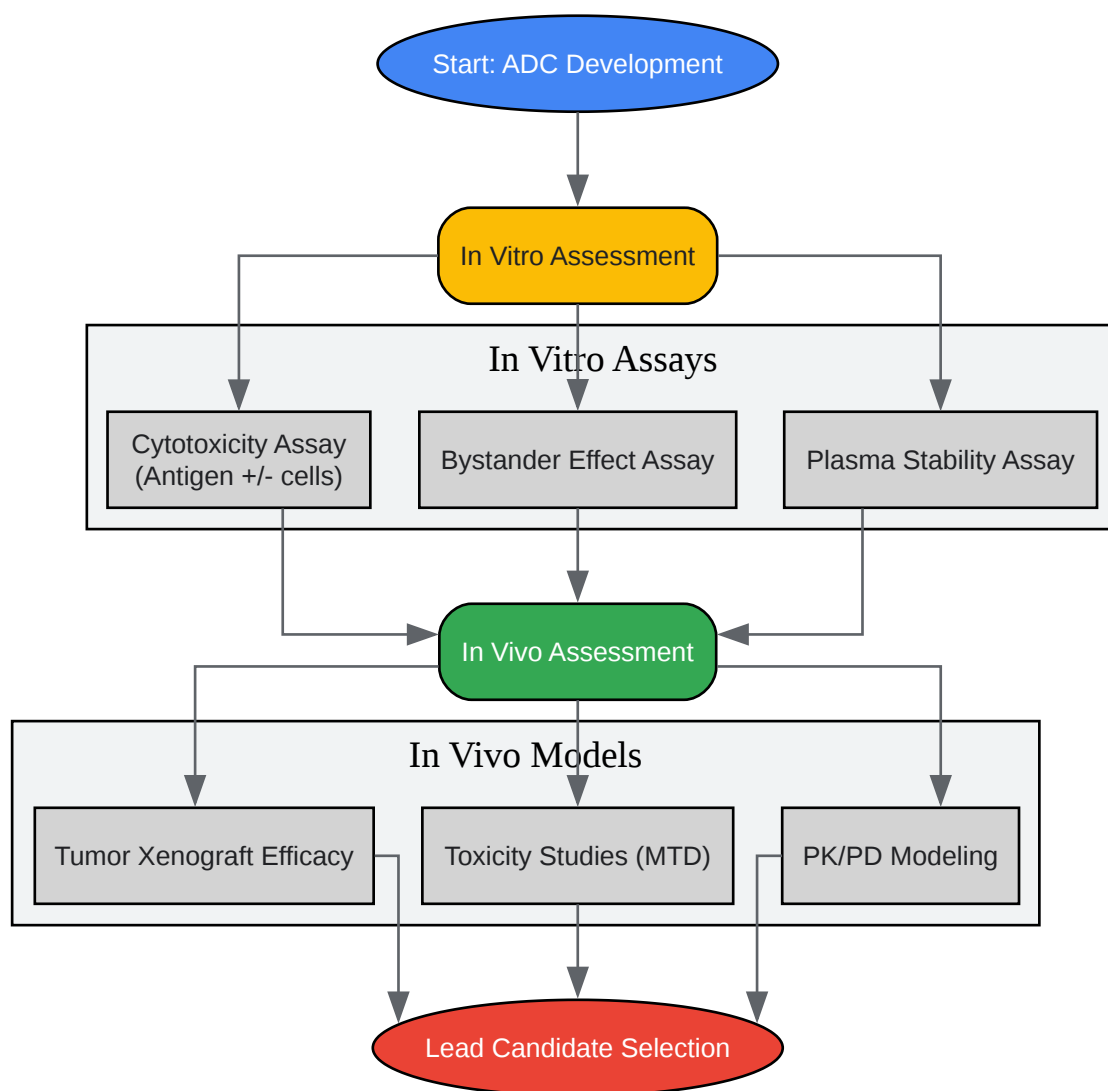 Start: ADC Development
In Vitro Assessment
In Vitro Assays
Cytotoxicity Assay
(Antigen +/- cells)
Bystander Effect Assay
Plasma Stability Assay
In Vivo Assessment
In Vivo Models
Tumor Xenograft Efficacy
Toxicity Studies (MTD)
PK/PD Modeling
Lead Candidate Selection